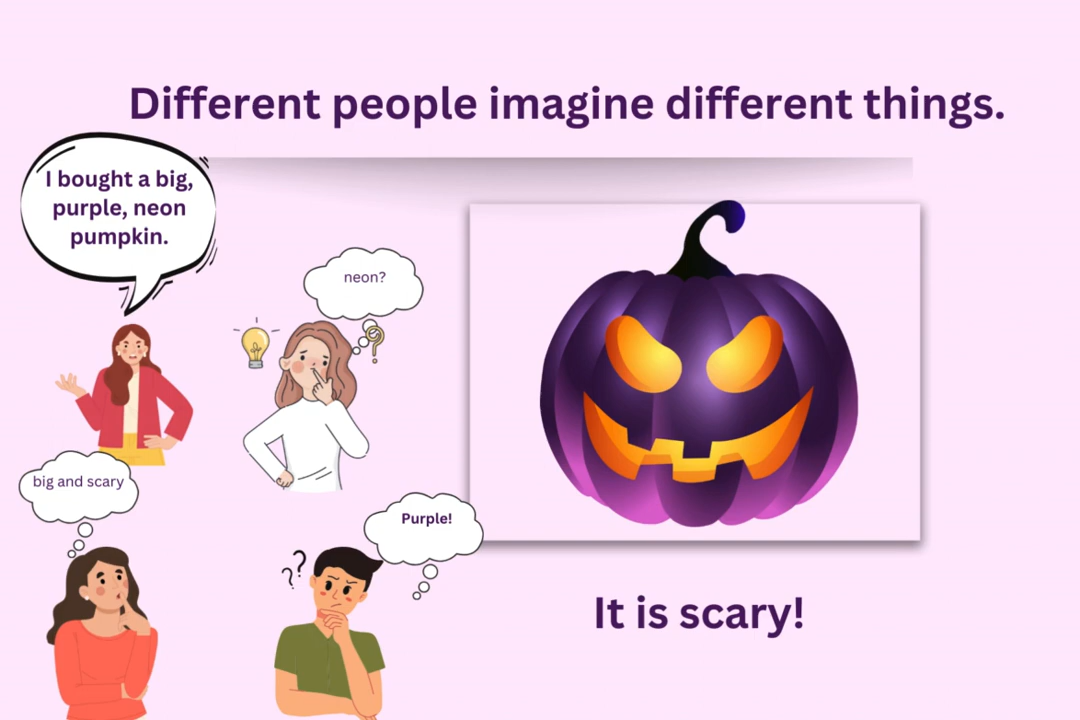 Different people imagine different things.
I bought a big,
purple, neon
pumpkin.
neon?
big and scary
Purple!
??
It is scary!